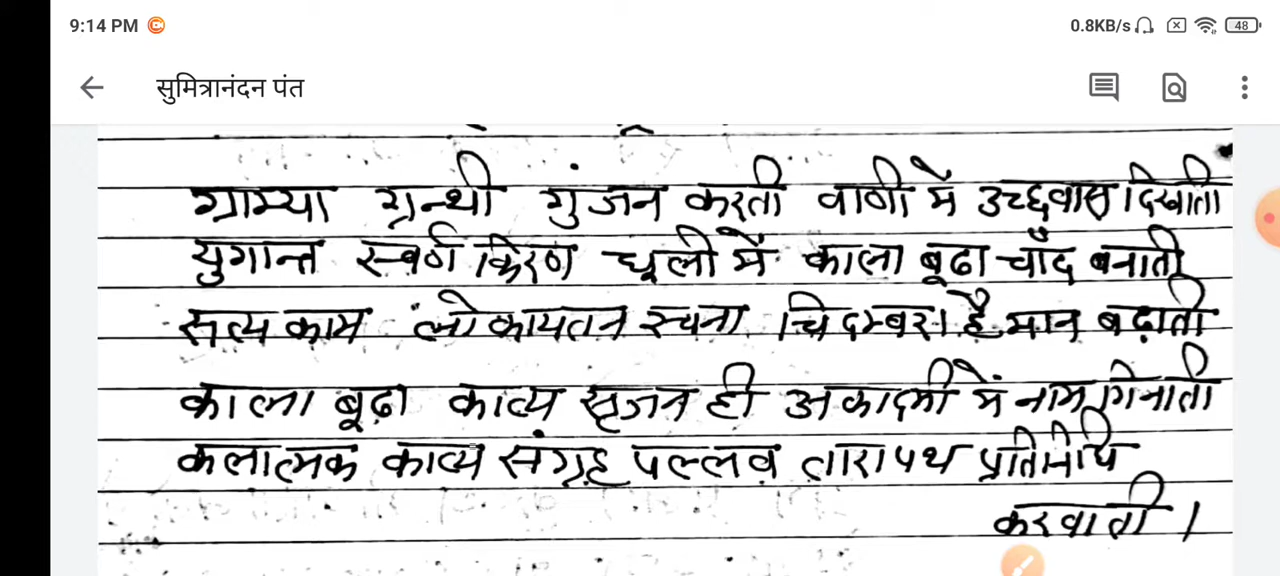 9:14 PM
0.8KB/s 48
सुमित्रानंदन पंत
ग्राम्या ग्रन्थी गुंजन करती वाणी में उच्छवास दिखाती
युगान्त स्वर्ण किरण धूली में काला बूढा चाँद बनाती
सत्य काम लोकायतन रचना चिदम्बरा है मान बढ़ाती
काला बूढ़ा काव्य सृजन ही अकादमी में नाम गिनाती
कलात्मक काव्य संग्रह पल्लव तारापथ प्रतिनिधि
करवाती ।